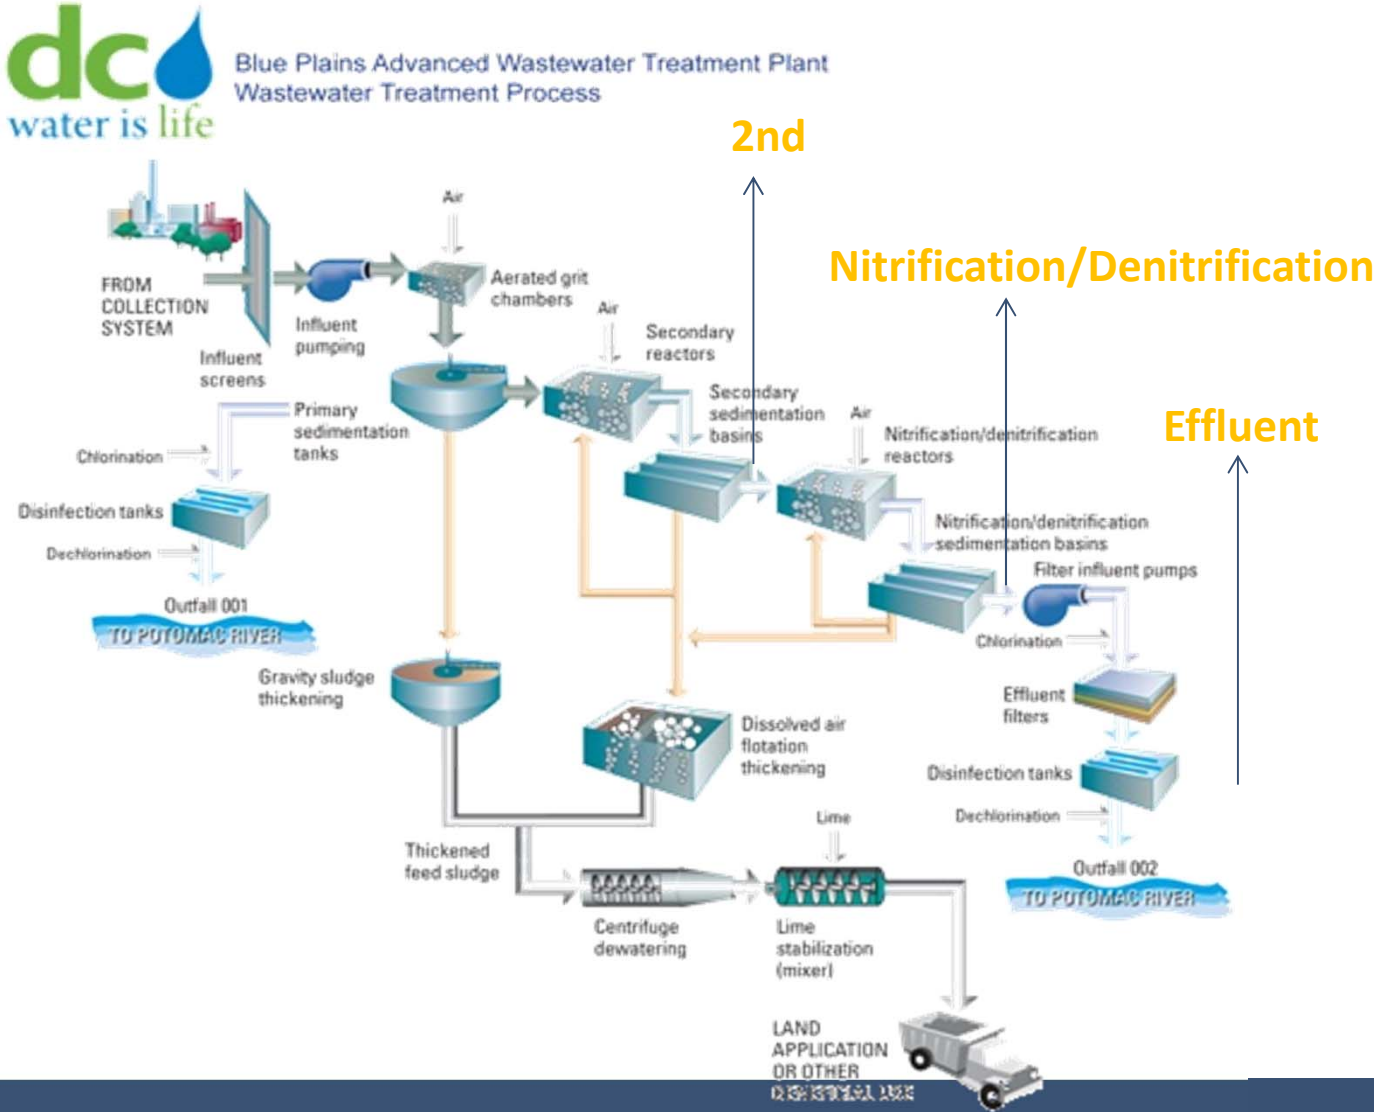 dc
water is life
Blue Plains Advanced Wastewater Treatment Plant
Wastewater Treatment Process
2nd
Nitrification/Denitrification
Effluent
Air
Aerated grit
chambers
FROM
COLLECTION
SYSTEM
Influent
pumping
Influent
screens
Air
Secondary
reactors
Primary
sedimentation
tanks
Secondary
sedimentation
basins
Air
Nitrification/denitrification
reactors
Chlorination
Disinfection tanks
Dechlorination
Outfall 001
TO POTOMAC RIVER
Nitrification/denitrification
sedimentation basins
Filter influent pumps
Chlorination
Gravity sludge
thickening
Effluent
filters
Dissolved air
flotation
thickening
Disinfection tanks
Dechlorination
Lime
Thickened
feed sludge
Outfall 002
TO POTOMAC RIVER
Centrifuge
dewatering
Lime
stabilization
(mixer)
LAND
APPLICATION
OR OTHER